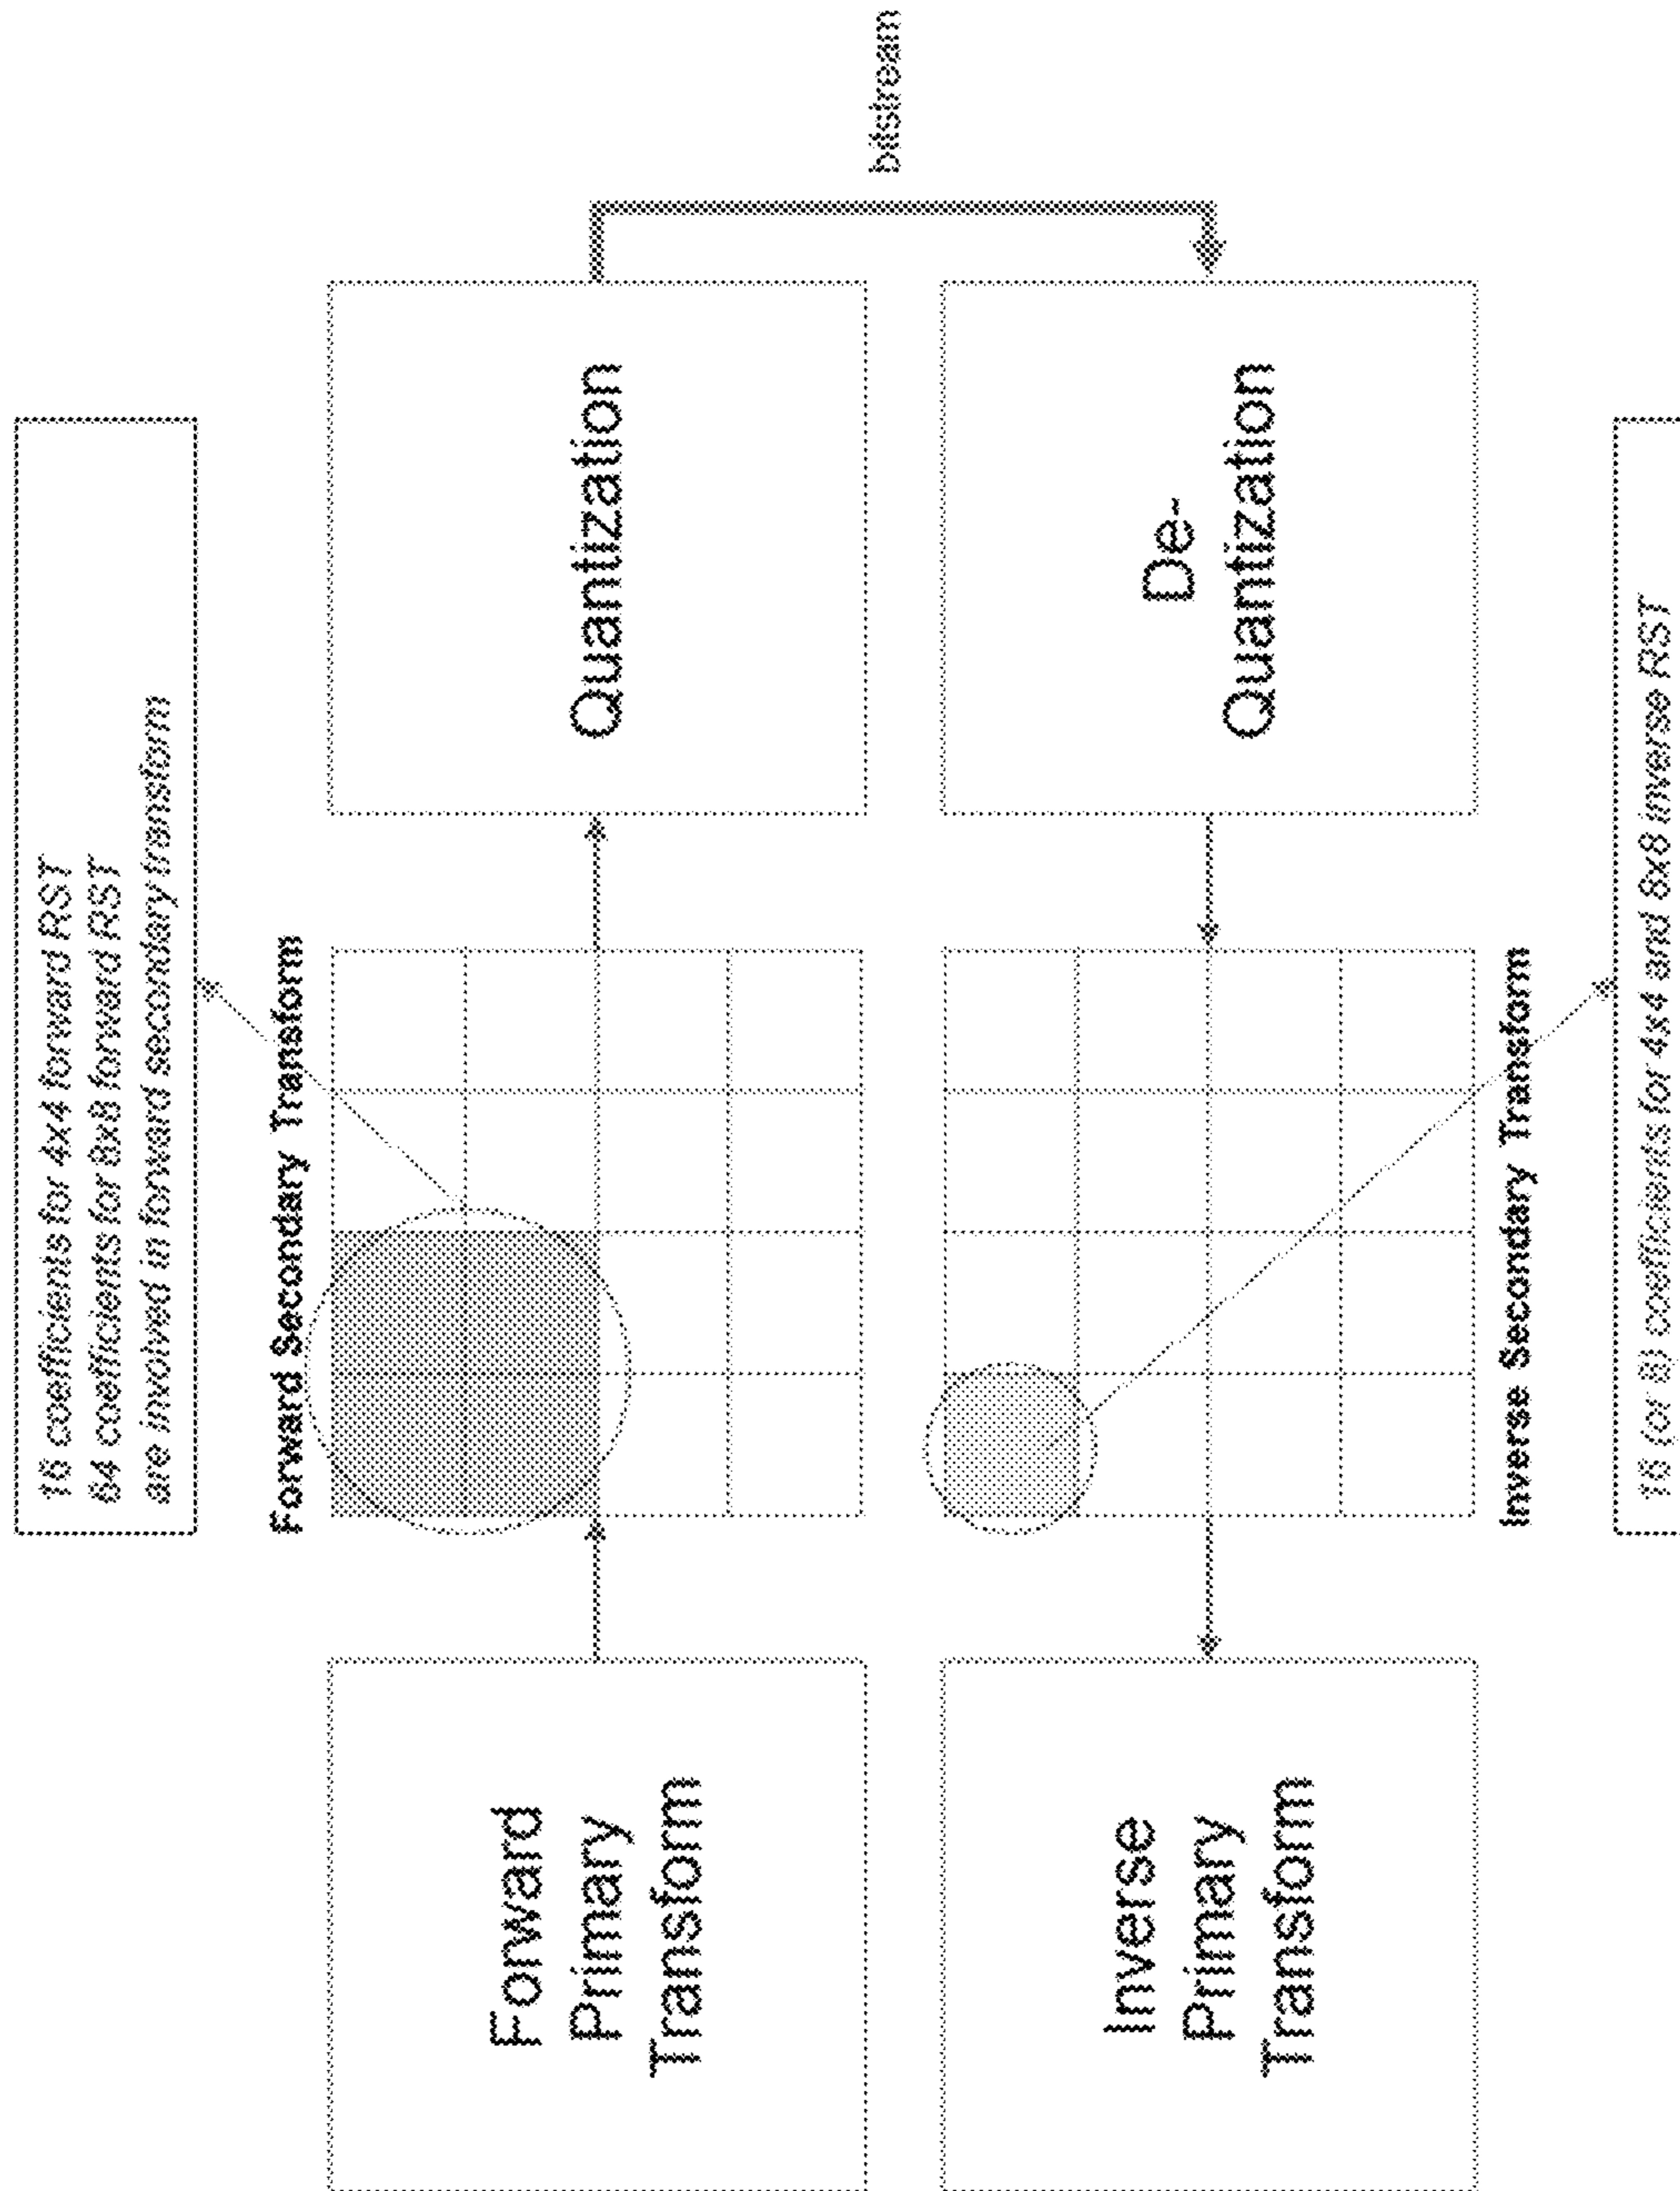 16 coefficients for 4x4 forward RST
64 coefficients for 8x8 forward RST
are involved in forward secondary transform
Forward Secondary Transform
Forward
Primary
Transform
Quantization
bitstream
Inverse
Primary
Transform
De-
Quantization
Inverse Secondary Transform
16 (or 8) coefficients for 4x4 and 8x8 inverse RST